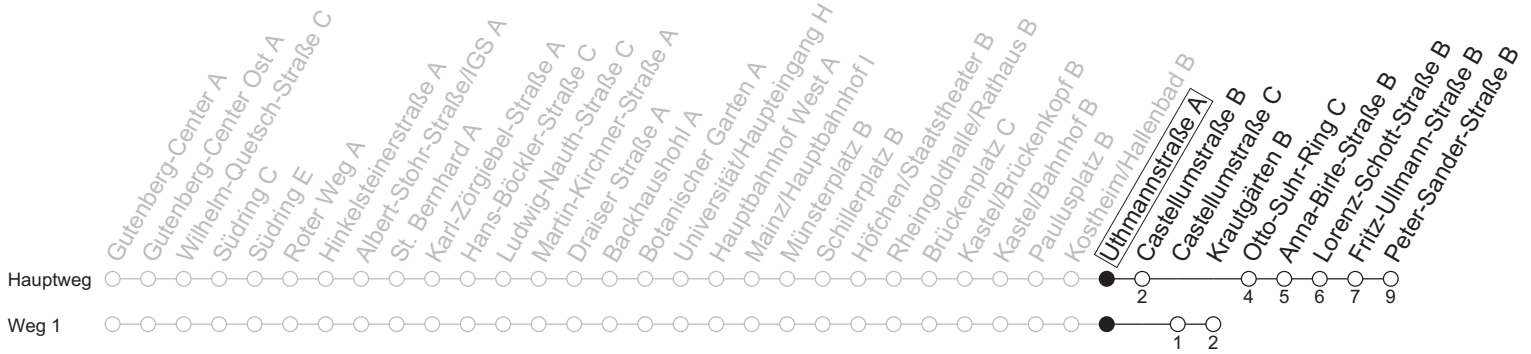 Gutenberg-Center A
Gutenberg-Center Ost A
Wilhelm-Quetsch-Straße C
Südring C
Südring E
Roter Weg A
Hinkelsteinerstraße A
Albert-Stohr-Straße/IGS A
St. Bernhard A
Karl-Zörgiebel-Straße A
Hans-Böckler-Straße C
Ludwig-Nauth-Straße C
Martin-Kirchner-Straße A
Draiser Straße A
Backhaushohl A
Botanischer Garten A
Universität/Haupteingang H
Hauptbahnhof West A
Mainz/Hauptbahnhof I
Münsterplatz B
Schillerplatz B
Höfchen/Staatstheater B
Rheingoldhalle/Rathaus B
Brückenplatz C
Kastel/Brückenkopf B
Kastel/Bahnhof B
Paulusplatz B
Kostheim/Hallenbad B
Uthmannstraße A
Castellumstraße B
Castellumstraße C
Krautgärten B
Otto-Suhr-Ring C
Anna-Birle-Straße B
Lorenz-Schott-Straße B
Fritz-Ullmann-Straße B
Peter-Sander-Straße B
Hauptweg
2 4 5 6 7 9
Weg 1
1 2